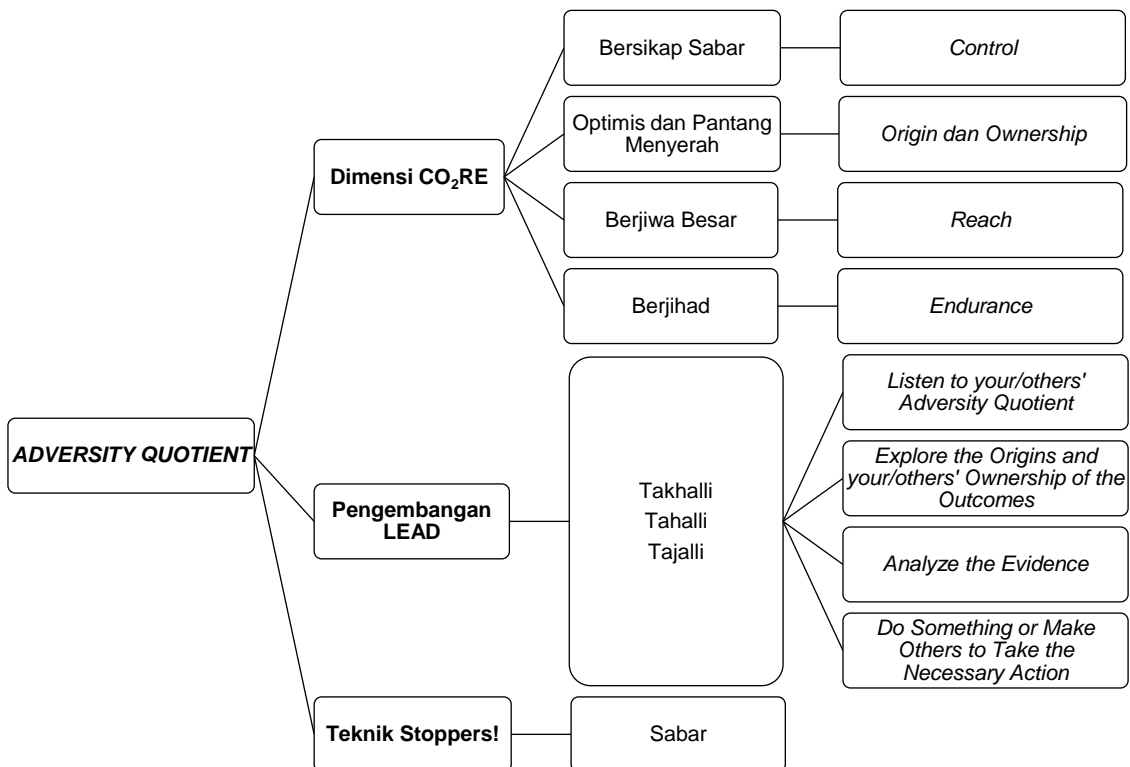 Bersikap Sabar
Control
Optimis dan Pantang
Menyerah
Origin dan Ownership
Dimensi CO₂RE
Berjiwa Besar
Reach
Berjihad
Endurance
ADVERSITY QUOTIENT
Pengembangan
LEAD
Takhalli
Tahalli
Tajalli
Listen to your/others'
Adversity Quotient
Explore the Origins and
your/others' Ownership of the
Outcomes
Analyze the Evidence
Do Something or Make
Others to Take the
Necessary Action
Teknik Stoppers!
Sabar